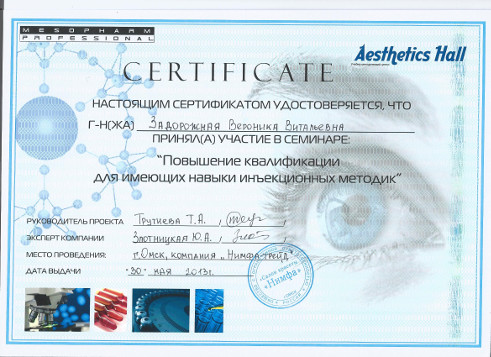 MESOPHARM
PROFESSIONAL
Aesthetics Hall
CERTIFICATE
НАСТОЯЩИМ СЕРТИФИКАТОМ УДОСТОВЕРЯЕТСЯ, ЧТО
Г-Н(ЖА) Задорожная Вероника Витальевна
ПРИНЯЛ(А) УЧАСТИЕ В СЕМИНАРЕ:
"Повышение квалификации
для имеющих навыки инъекционных методик"
РУКОВОДИТЕЛЬ ПРОЕКТА Трутнева Т.А.,
ЭКСПЕРТ КОМПАНИИ Злотницкая Ю.А.,
МЕСТО ПРОВЕДЕНИЯ: г.Омск, компания „Нимфа-трейд"
ДАТА ВЫДАЧИ "30" мая 2013г.
«Нимфа»